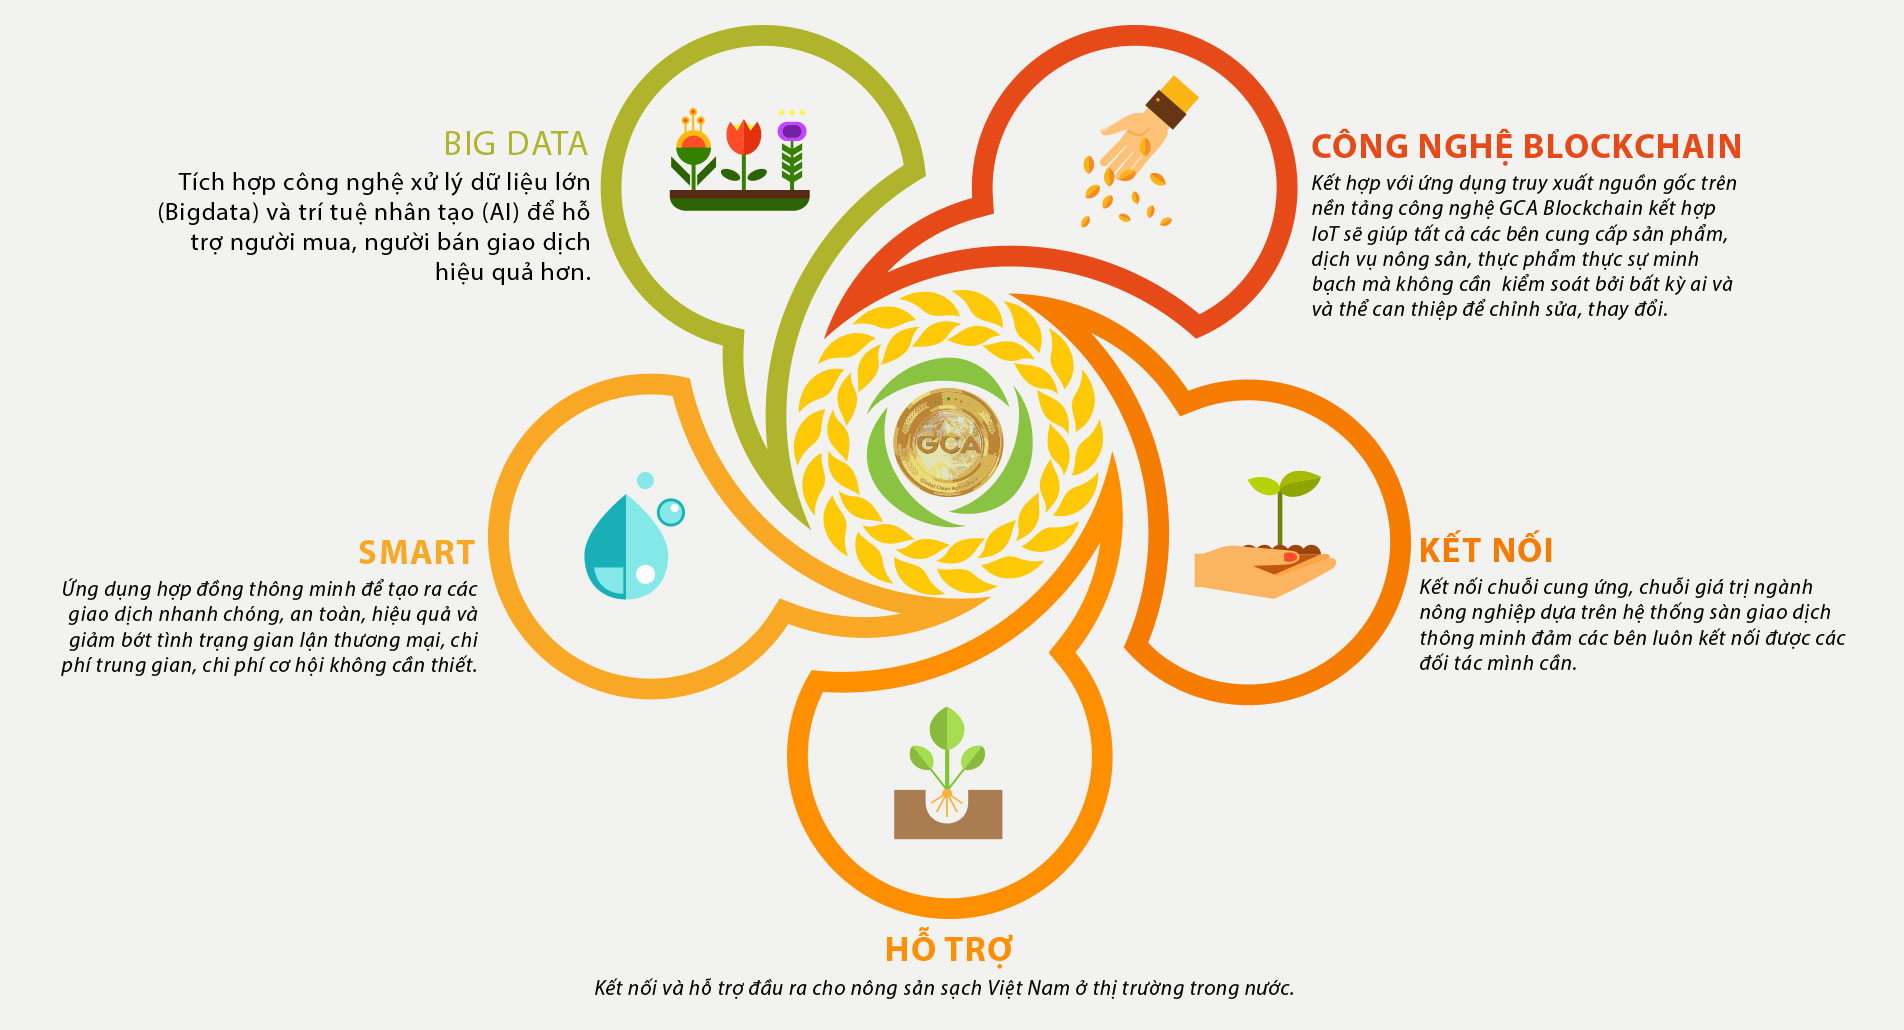 BIG DATA
Tích hợp công nghệ xử lý dữ liệu lớn
(Bigdata) và trí tuệ nhân tạo (AI) để hỗ
trợ người mua, người bán giao dịch
hiệu quả hơn.
CÔNG NGHỆ BLOCKCHAIN
Kết hợp với ứng dụng truy xuất nguồn gốc trên
nền tảng công nghệ GCA Blockchain kết hợp
IoT sẽ giúp tất cả các bên cung cấp sản phẩm,
dịch vụ nông sản, thực phẩm thực sự minh
bạch mà không cần kiểm soát bởi bất kỳ ai và
và thể can thiệp để chỉnh sửa, thay đổi.
GCA
Global Clean Agriculture
SMART
Ứng dụng hợp đồng thông minh để tạo ra các
giao dịch nhanh chóng, an toàn, hiệu quả và
giảm bớt tình trạng gian lận thương mại, chi
phí trung gian, chi phí cơ hội không cần thiết.
KẾT NỐI
Kết nối chuỗi cung ứng, chuỗi giá trị ngành
nông nghiệp dựa trên hệ thống sàn giao dịch
thông minh đảm các bên luôn kết nối được các
đối tác mình cần.
HỖ TRỢ
Kết nối và hỗ trợ đầu ra cho nông sản sạch Việt Nam ở thị trường trong nước.